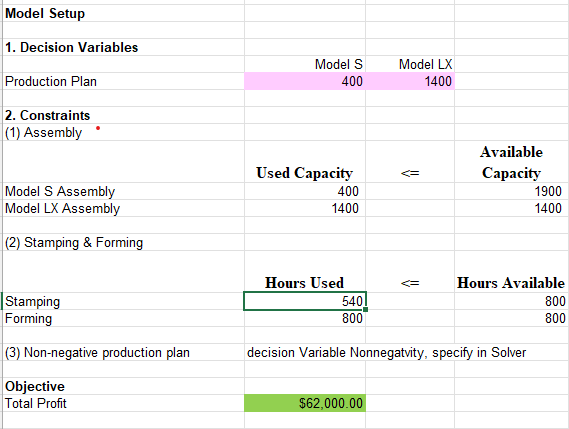 Model Setup
1. Decision Variables
Model S Model LX
Production Plan 400 1400
2. Constraints
(1) Assembly
Used Capacity <= Available Capacity
Model S Assembly 400 1900
Model LX Assembly 1400 1400
(2) Stamping & Forming
Hours Used <= Hours Available
Stamping 540 800
Forming 800 800
(3) Non-negative production plan decision Variable Nonnegatvity, specify in Solver
Objective
Total Profit $62,000.00